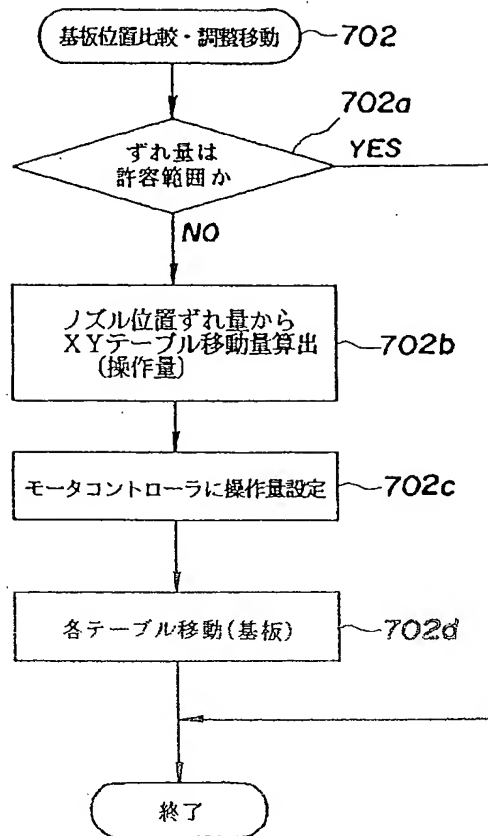 基板位置比較・調整移動
702
702a
ずれ量は
許容範囲か
YES
NO
ノズル位置ずれ量から
XYテーブル移動量算出
(操作量)
702b
モータコントローラに操作量設定
702c
各テーブル移動(基板)
702d
終了